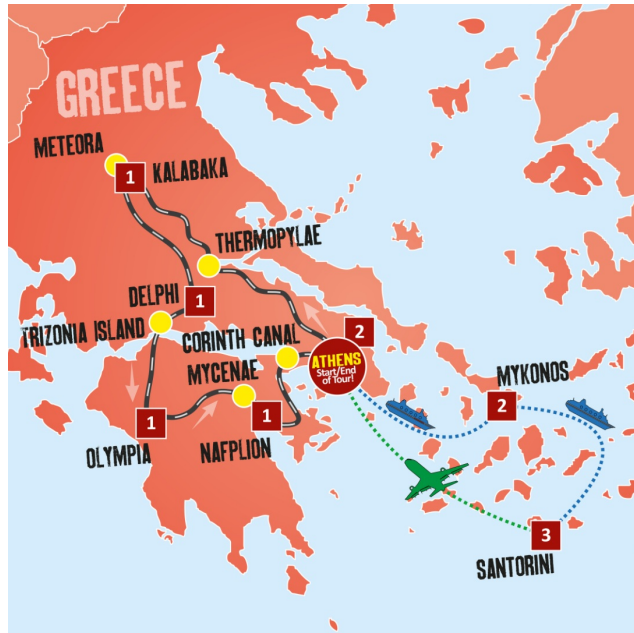 GREECE
METEORA
1
KALABAKA
THERMOPYLAE
DELPHI
1
TRIZONIA ISLAND
CORINTH CANAL
2
ATHENS
Start/End
of Tour!
MYCENAE
MYKONOS
2
1
OLYMPIA
1
NAFPLION
3
SANTORINI